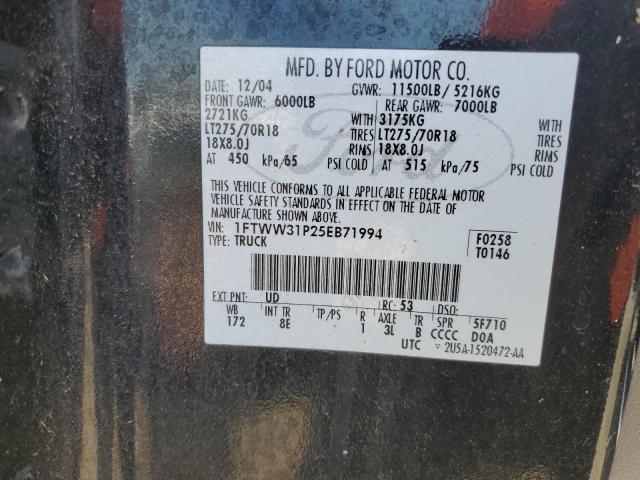 MFD. BY FORD MOTOR CO.
DATE: 12/04 GVWR: 11500LB/ 5216KG
FRONT GAWR: 6000LB REAR GAWR: 7000LB
2721KG WITH 3175KG WITH
LT275/70R18 TIRES LT275/70R18 TIRES
18X8.0J RIMS 18X8.0J RIMS
AT 450 kPa/65 PSI COLD AT 515 kPa/75 PSI COLD
THIS VEHICLE CONFORMS TO ALL APPLICABLE FEDERAL MOTOR
VEHICLE SAFETY STANDARDS IN EFFECT ON THE DATE OF
MANUFACTURE SHOWN ABOVE.
VIN: 1FTWW31P25EB71994 F0258
TYPE: TRUCK T0146
EXT PNT: UD RC: 53 DSO:
WB INT TR TP/PS R AXLE TR SPR 5F710
172 8E 1 3L B CCCC DOA
UTC ▽ 2U5A-1520472-AA
Ford